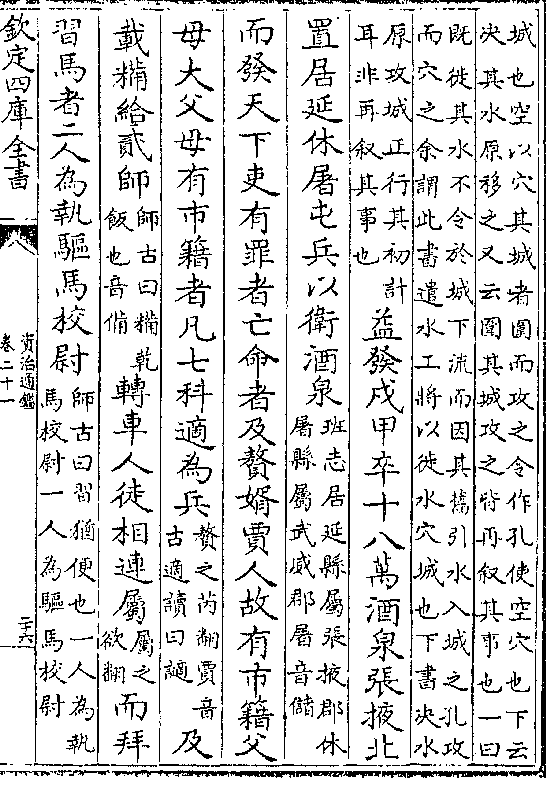 城也空以穴其城者圍而攻之令作孔使空穴也下云
決其水原移之又云圍其城攻之皆再叙其事也一曰
既徙其水不令於城下流而因其舊引水入城之孔攻
而穴之余謂此書遣水工將以徙水穴城也下書決水
原攻城正行其初計
耳非再叙其事也
益發戍甲卒十八萬酒泉張掖北
置居延休屠屯兵以衛酒泉
班志居延縣屬張掖郡休
屠縣屬武威郡屠音儲
而發天下吏有罪者亡命者及贅婿賈人故有市籍父
母大父母有市籍者凡七科適為兵
贅之芮翻賈音
古適讀曰謫
及
載糒給貳師
師古曰糒乾
飯也音備
轉車人徒相連屬
屬之
欲翻
而拜
習馬者二人為執驅馬校尉
師古曰習猶便也一人為執
馬校尉一人為驅馬校尉
欽定四庫全書
資治通鑑
卷二十一
二十六